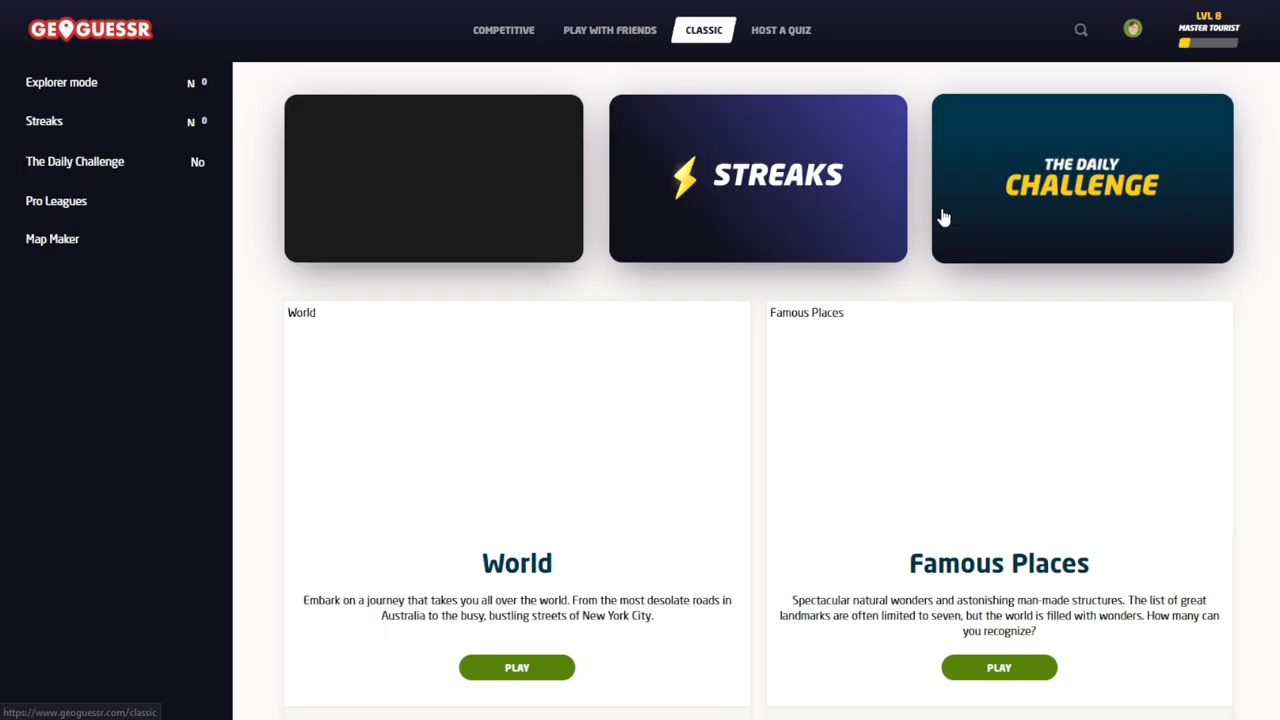 GEOGUESSR
COMPETITIVE
PLAY WITH FRIENDS
CLASSIC
HOST A QUIZ
LVL 8
MASTER TOURIST
Explorer mode N 0
Streaks N 0
The Daily Challenge No
Pro Leagues
Map Maker
STREAKS
THE DAILY
CHALLENGE
World
World
Embark on a journey that takes you all over the world. From the most desolate roads in
Australia to the busy, bustling streets of New York City.
PLAY
Famous Places
Famous Places
Spectacular natural wonders and astonishing man-made structures. The list of great
landmarks are often limited to seven, but the world is filled with wonders. How many can
you recognize?
PLAY
https://www.geoguessr.com/classic